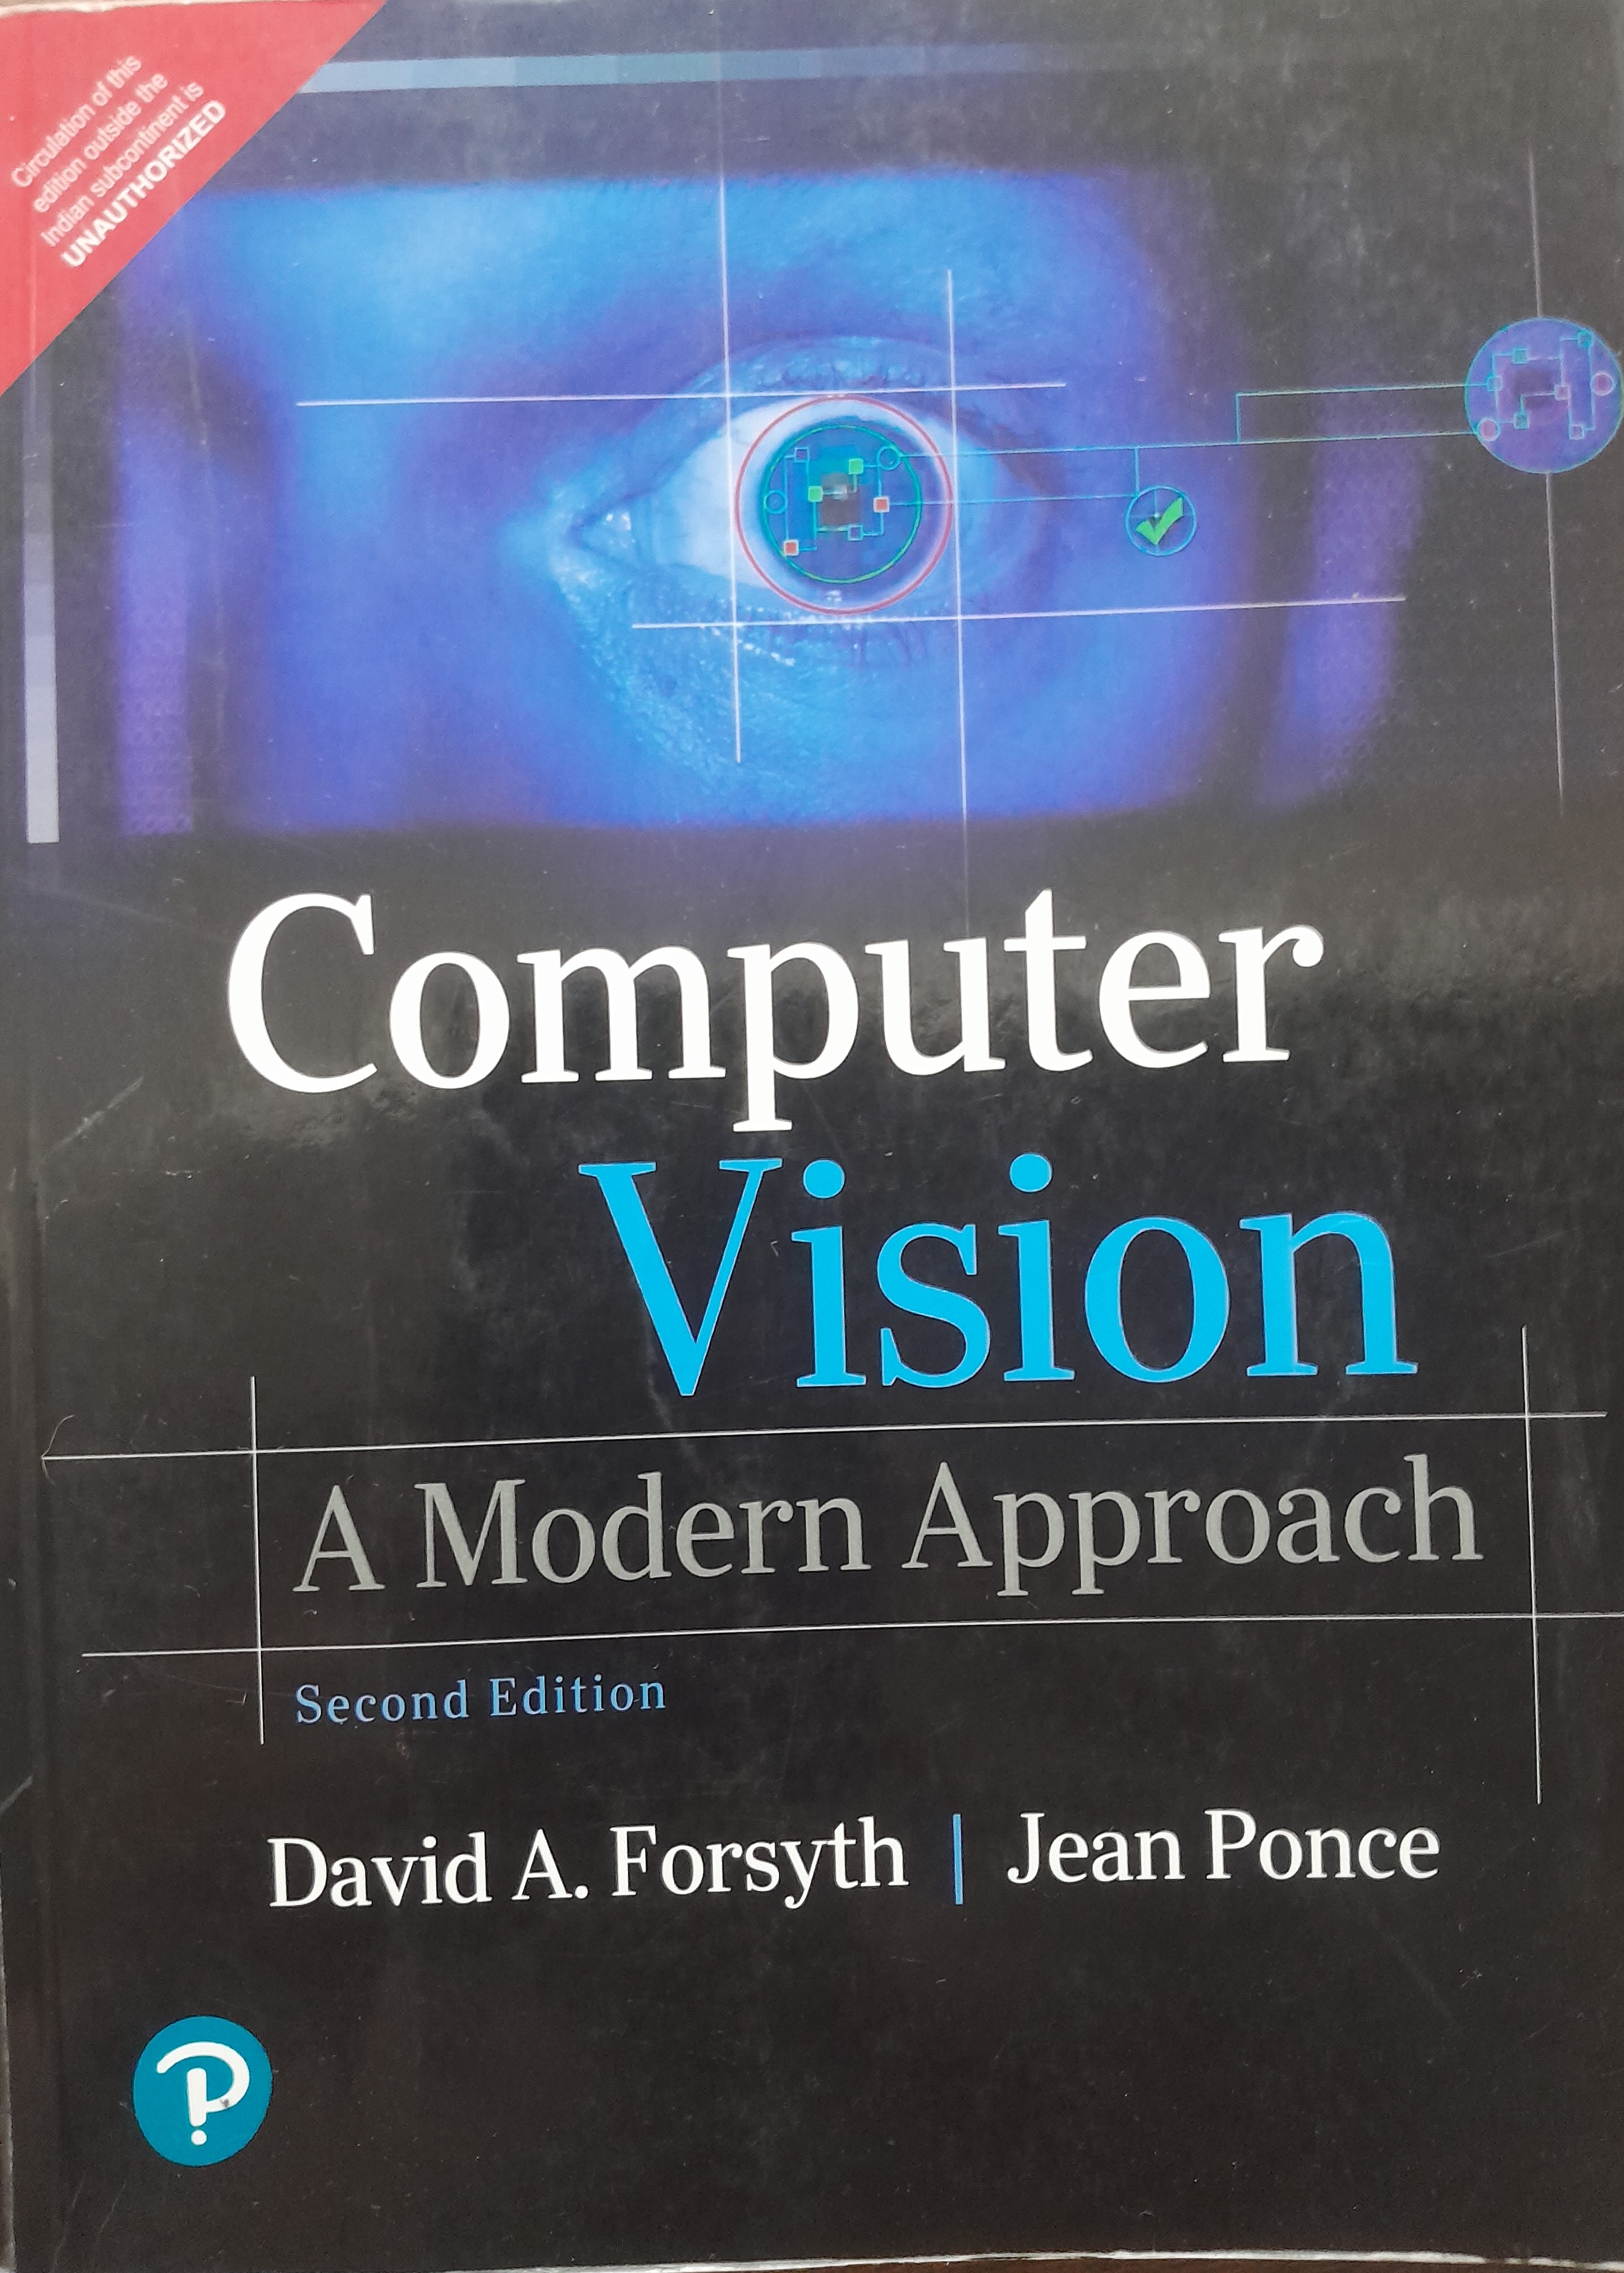 Circulation of this
edition outside the
Indian subcontinent is
UNAUTHORIZED
Computer
Vision
A Modern Approach
Second Edition
David A. Forsyth | Jean Ponce